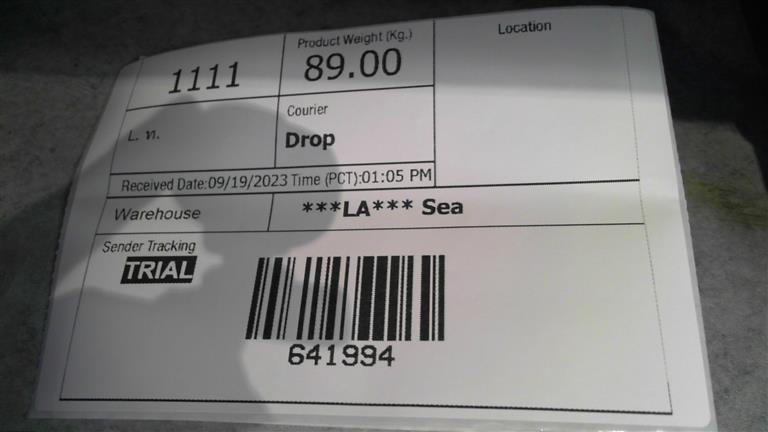 1111
Product Weight (Kg.)
89.00
Location
L. ท.
Courier
Drop
Received Date:09/19/2023 Time (PCT):01:05 PM
Warehouse
***LA*** Sea
Sender Tracking
TRIAL
641994